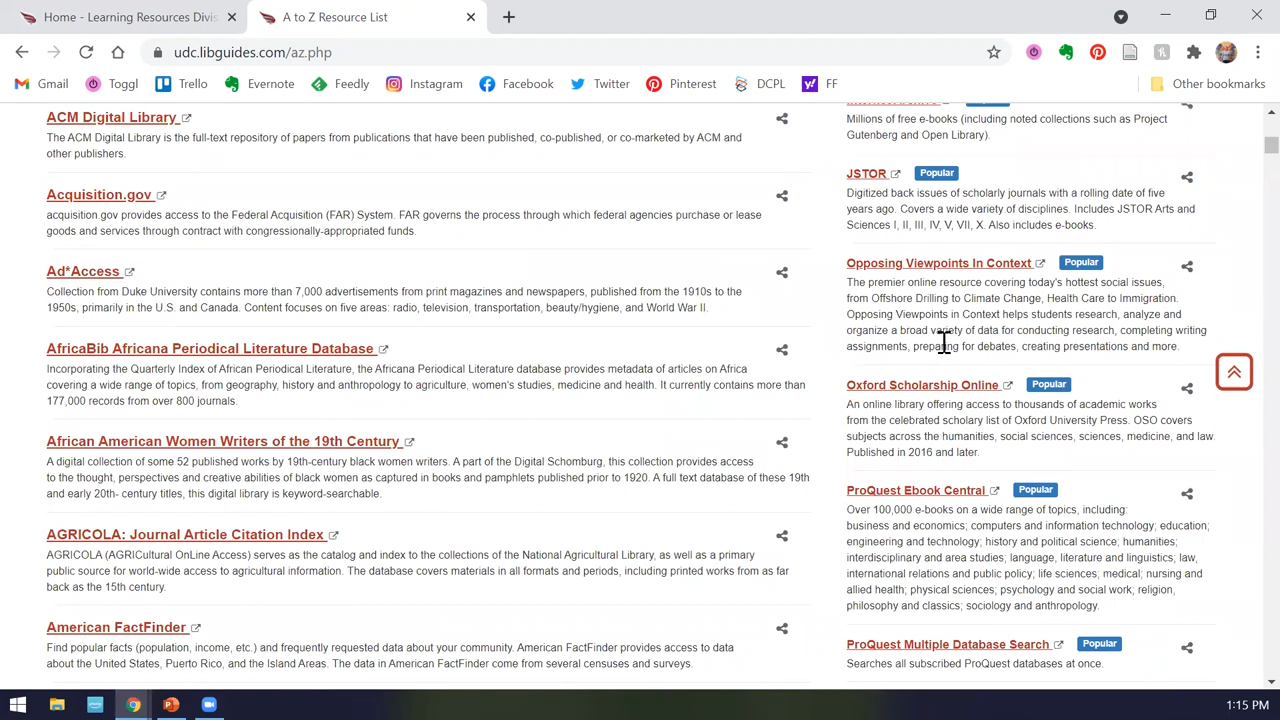 Home - Learning Resources Divis
A to Z Resource List
udc.libguides.com/az.php
Gmail
Toggl
Trello
Evernote
Feedly
Instagram
Facebook
Twitter
Pinterest
DCPL
FF
Other bookmarks
ACM Digital Library
The ACM Digital Library is the full-text repository of papers from publications that have been published, co-published, or co-marketed by ACM and
other publishers.
Acquisition.gov
acquisition.gov provides access to the Federal Acquisition (FAR) System. FAR governs the process through which federal agencies purchase or lease
goods and services through contract with congressionally-appropriated funds.
Ad*Access
Collection from Duke University contains more than 7,000 advertisements from print magazines and newspapers, published from the 1910s to the
1950s, primarily in the U.S. and Canada. Content focuses on five areas: radio, television, transportation, beauty/hygiene, and World War II.
AfricaBib Africana Periodical Literature Database
Incorporating the Quarterly Index of African Periodical Literature, the Africana Periodical Literature database provides metadata of articles on Africa
covering a wide range of topics, from geography, history and anthropology to agriculture, women's studies, medicine and health. It currently contains more than
177,000 records from over 800 journals.
African American Women Writers of the 19th Century
A digital collection of some 52 published works by 19th-century black women writers. A part of the Digital Schomburg, this collection provides access
to the thought, perspectives and creative abilities of black women as captured in books and pamphlets published prior to 1920. A full text database of these 19th
and early 20th- century titles, this digital library is keyword-searchable.
AGRICOLA: Journal Article Citation Index
AGRICOLA (AGRICultural OnLine Access) serves as the catalog and index to the collections of the National Agricultural Library, as well as a primary
public source for world-wide access to agricultural information. The database covers materials in all formats and periods, including printed works from as far
back as the 15th century.
American FactFinder
Find popular facts (population, income, etc.) and frequently requested data about your community. American FactFinder provides access to data
about the United States, Puerto Rico, and the Island Areas. The data in American FactFinder come from several censuses and surveys.
Millions of free e-books (including noted collections such as Project
Gutenberg and Open Library).
JSTOR Popular
Digitized back issues of scholarly journals with a rolling date of five
years ago. Covers a wide variety of disciplines. Includes JSTOR Arts and
Sciences I, II, III, IV, V, VII, X. Also includes e-books.
Opposing Viewpoints In Context Popular
The premier online resource covering today's hottest social issues,
from Offshore Drilling to Climate Change, Health Care to Immigration.
Opposing Viewpoints in Context helps students research, analyze and
organize a broad variety of data for conducting research, completing writing
assignments, preparing for debates, creating presentations and more.
Oxford Scholarship Online Popular
An online library offering access to thousands of academic works
from the celebrated scholary list of Oxford University Press. OSO covers
subjects across the humanities, social sciences, sciences, medicine, and law.
Published in 2016 and later.
ProQuest Ebook Central Popular
Over 100,000 e-books on a wide range of topics, including:
business and economics; computers and information technology; education;
engineering and technology; history and political science; humanities;
interdisciplinary and area studies; language, literature and linguistics; law,
international relations and public policy; life sciences; medical; nursing and
allied health; physical sciences; psychology and social work; religion,
philosophy and classics; sociology and anthropology.
ProQuest Multiple Database Search Popular
Searches all subscribed ProQuest databases at once.
1:15 PM